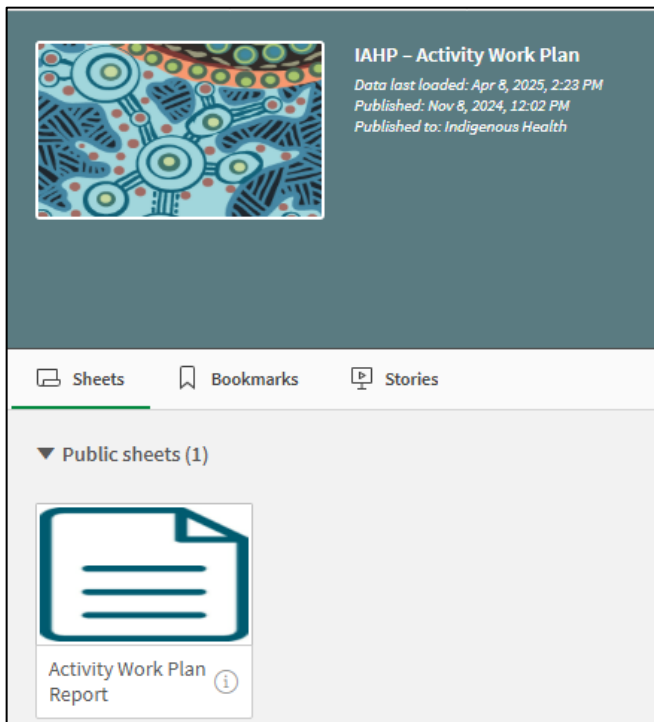 IAHP – Activity Work Plan
Data last loaded: Apr 8, 2025, 2:23 PM
Published: Nov 8, 2024, 12:02 PM
Published to: Indigenous Health
Sheets
Bookmarks
Stories
Public sheets (1)
Activity Work Plan
Report